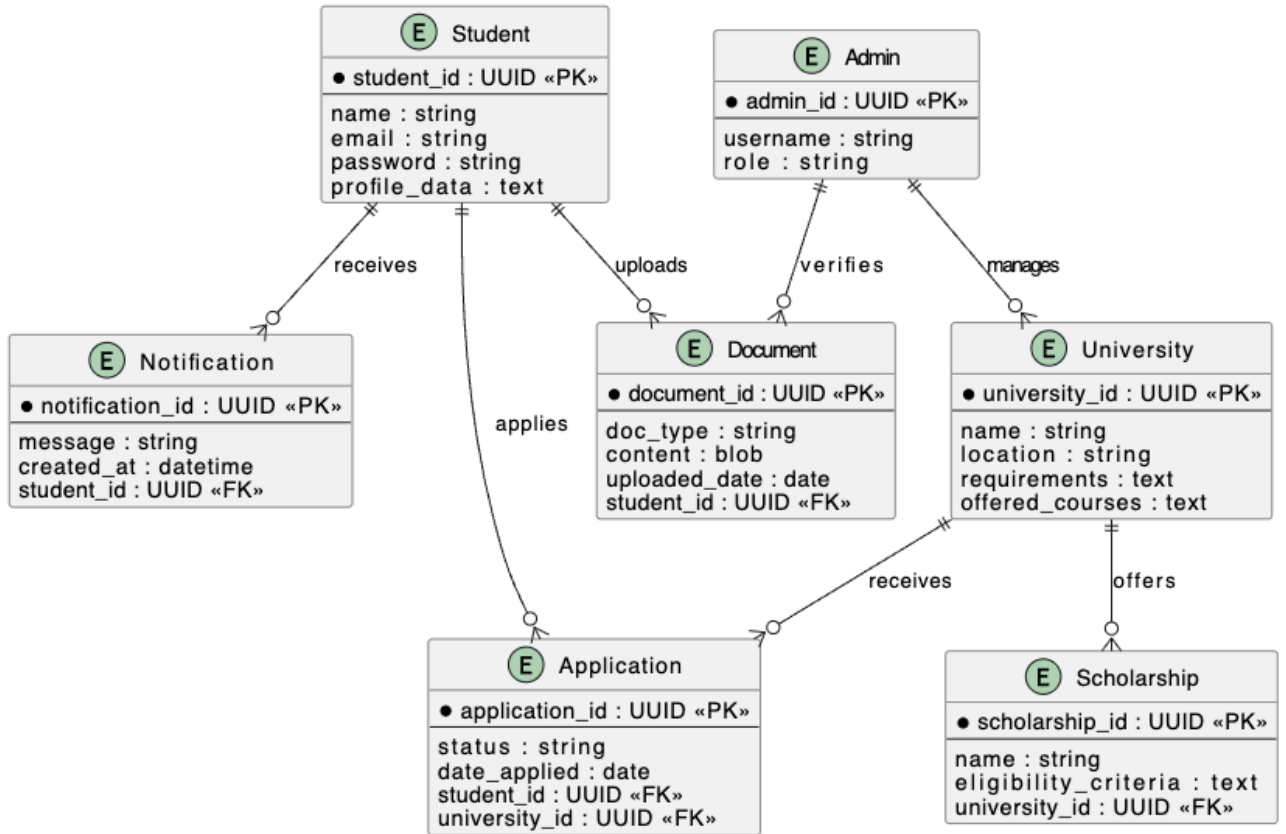 E Student
● student_id : UUID «PK»
name : string
email : string
password : string
profile_data : text
E Admin
● admin_id : UUID «PK»
username : string
role : string
receives
uploads
verifies
manages
E Notification
● notification_id : UUID «PK»
message : string
created_at : datetime
student_id : UUID «FK»
applies
E Document
● document_id : UUID «PK»
doc_type : string
content : blob
uploaded_date : date
student_id : UUID «FK»
E University
● university_id : UUID «PK»
name : string
location : string
requirements : text
offered_courses : text
receives
offers
E Application
● application_id : UUID «PK»
status : string
date_applied : date
student_id : UUID «FK»
university_id : UUID «FK»
E Scholarship
● scholarship_id : UUID «PK»
name : string
eligibility_criteria : text
university_id : UUID «FK»